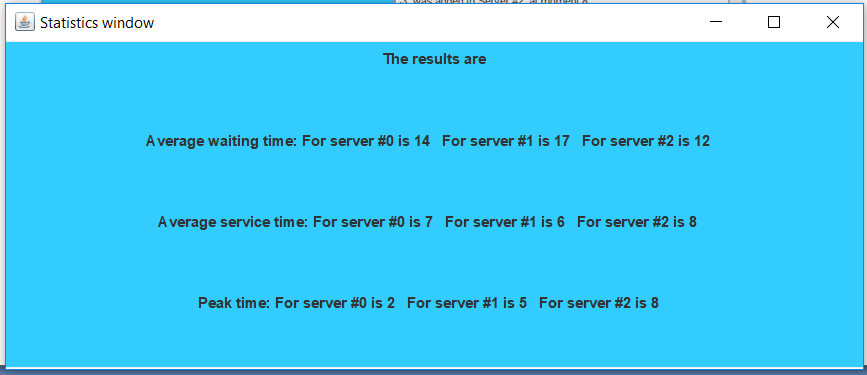 was added in Server #2, at moment
Statistics window
The results are
Average waiting time: For server #0 is 14 For server #1 is 17 For server #2 is 12
Average service time: For server #0 is 7 For server #1 is 6 For server #2 is 8
Peak time: For server #0 is 2 For server #1 is 5 For server #2 is 8